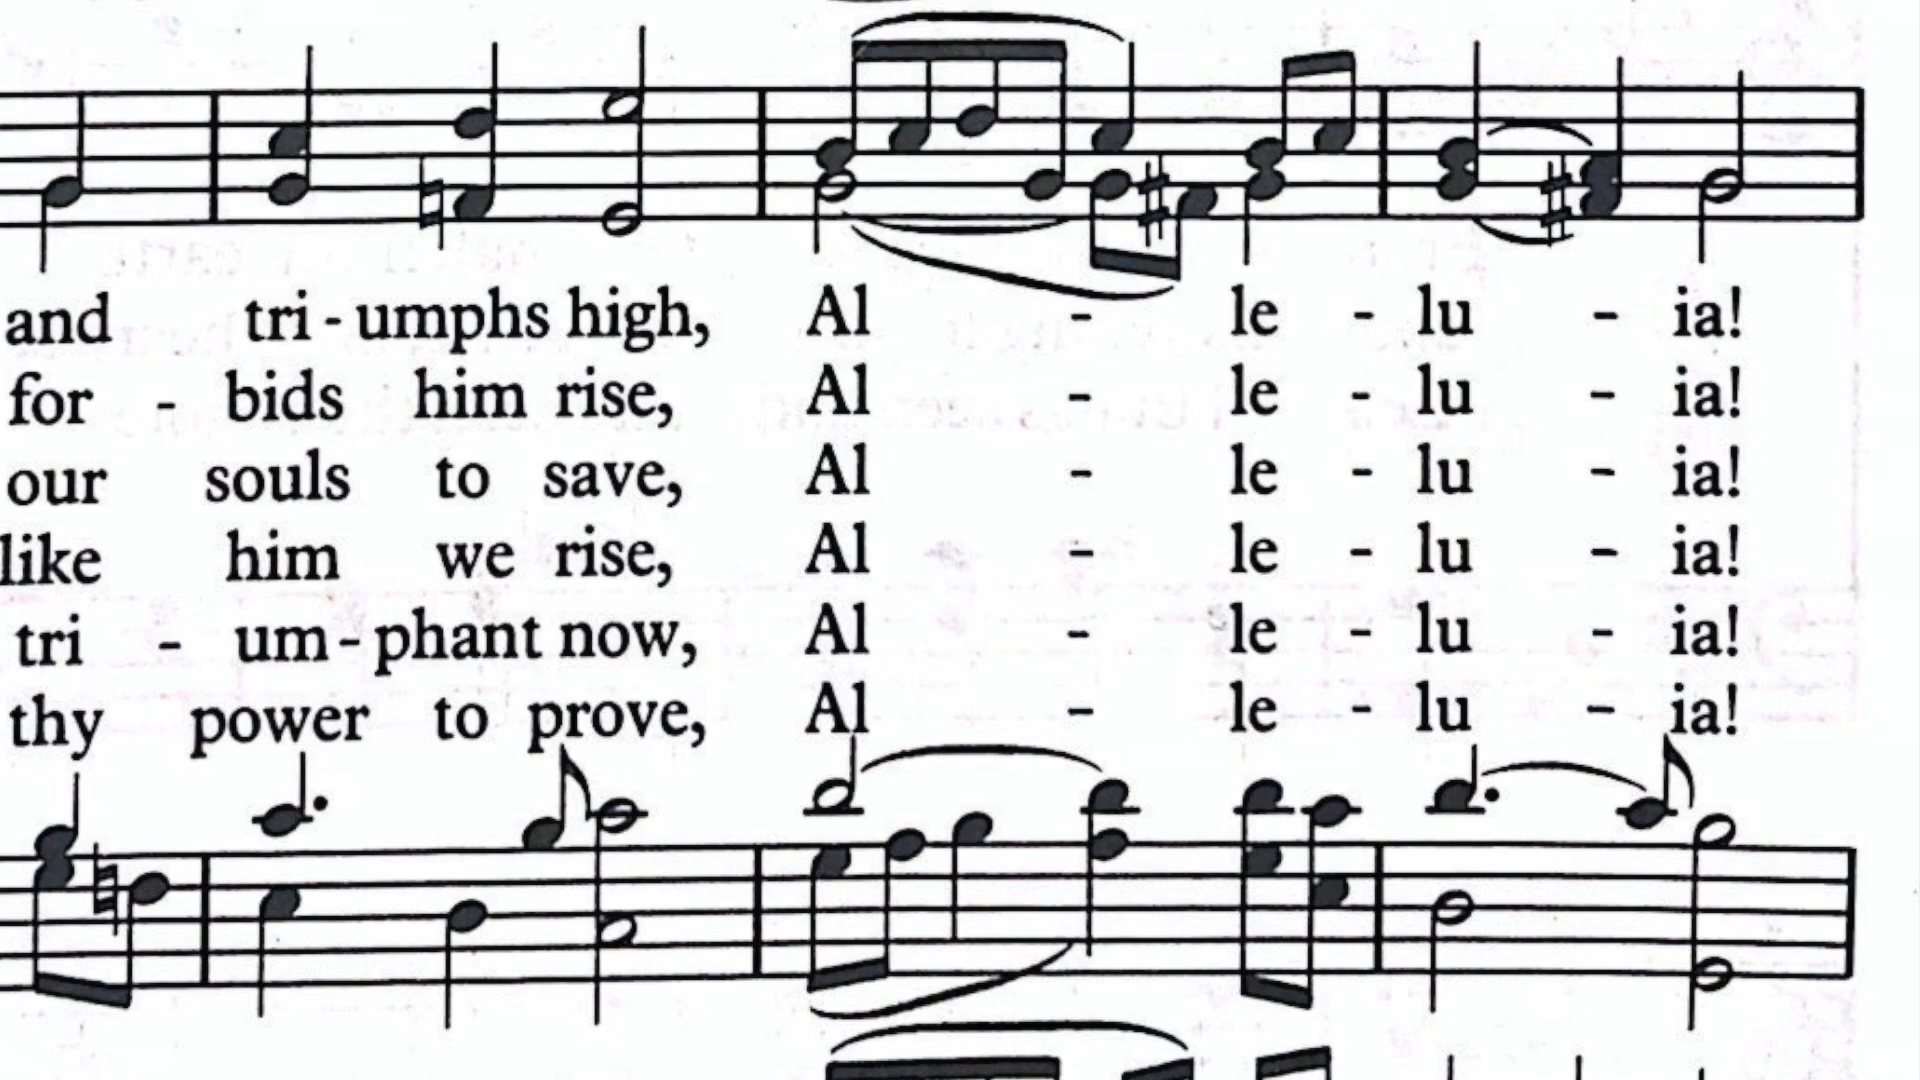 and tri - umphs high, Al - le - lu - ia!
for - bids him rise, Al - le - lu - ia!
our souls to save, Al - le - lu - ia!
like him we rise, Al - le - lu - ia!
tri - um - phant now, Al - le - lu - ia!
thy power to prove, Al - le - lu - ia!